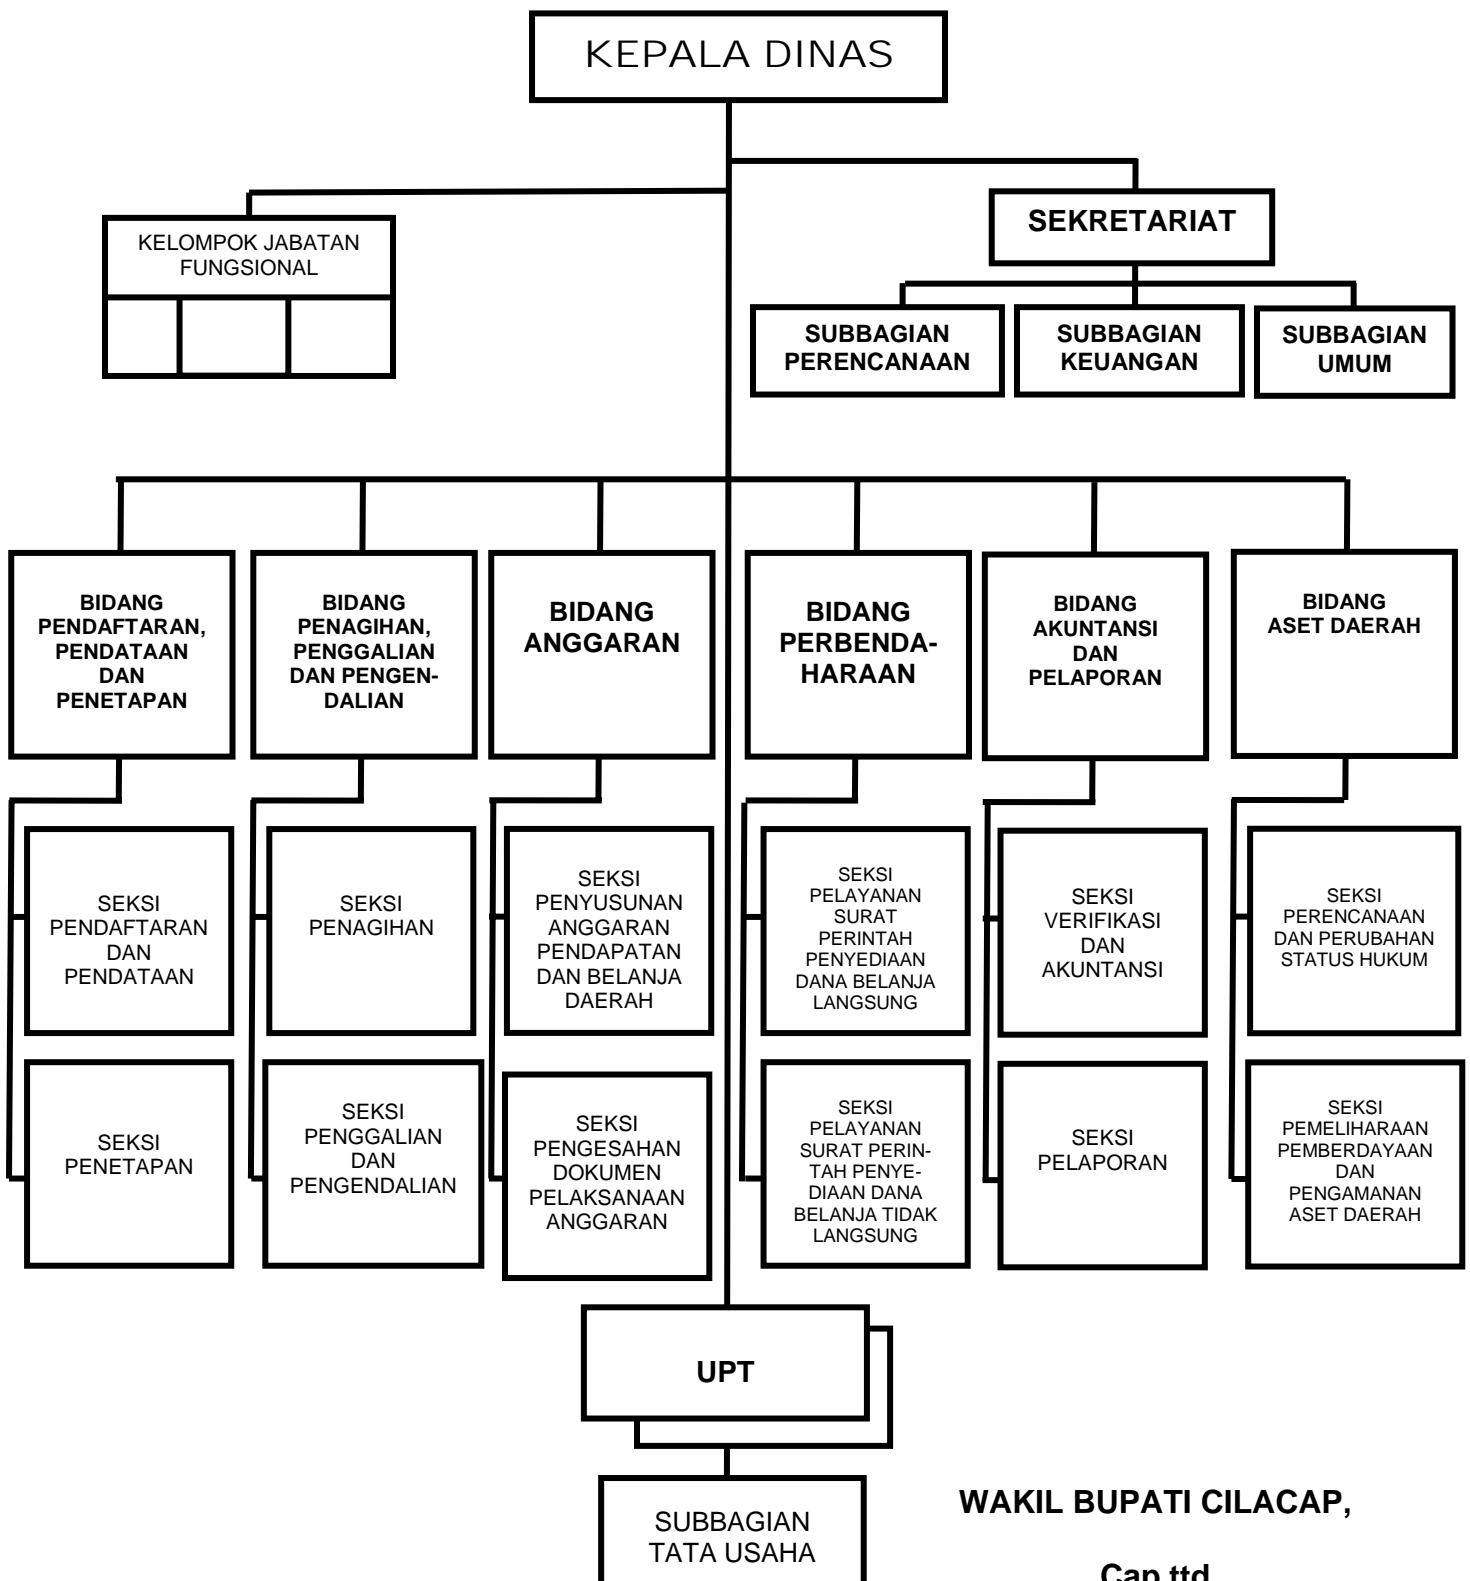 KEPALA DINAS
KELOMPOK JABATAN
FUNGSIONAL
SEKRETARIAT
SUBBAGIAN
PERENCANAAN
SUBBAGIAN
KEUANGAN
SUBBAGIAN
UMUM
BIDANG
PENDAFTARAN,
PENDATAAN
DAN
PENETAPAN
BIDANG
PENAGIHAN,
PENGGALIAN
DAN PENGEN-
DALIAN
BIDANG
ANGGARAN
BIDANG
PERBENDA-
HARAAN
BIDANG
AKUNTANSI
DAN
PELAPORAN
BIDANG
ASET DAERAH
SEKSI
PENDAFTARAN
DAN
PENDATAAN
SEKSI
PENAGIHAN
SEKSI
PENYUSUNAN
ANGGARAN
PENDAPATAN
DAN BELANJA
DAERAH
SEKSI
PELAYANAN
SURAT
PERINTAH
PENYEDIAAN
DANA BELANJA
LANGSUNG
SEKSI
VERIFIKASI
DAN
AKUNTANSI
SEKSI
PERENCANAAN
DAN PERUBAHAN
STATUS HUKUM
SEKSI
PENETAPAN
SEKSI
PENGGALIAN
DAN
PENGENDALIAN
SEKSI
PENGESAHAN
DOKUMEN
PELAKSANAAN
ANGGARAN
SEKSI
PELAYANAN
SURAT PERIN-
TAH PENYE-
DIAAN DANA
BELANJA TIDAK
LANGSUNG
SEKSI
PELAPORAN
SEKSI
PEMELIHARAAN
PEMBERDAYAAN
DAN
PENGAMANAN
ASET DAERAH
UPT
SUBBAGIAN
TATA USAHA
WAKIL BUPATI CILACAP,
Cap ttd